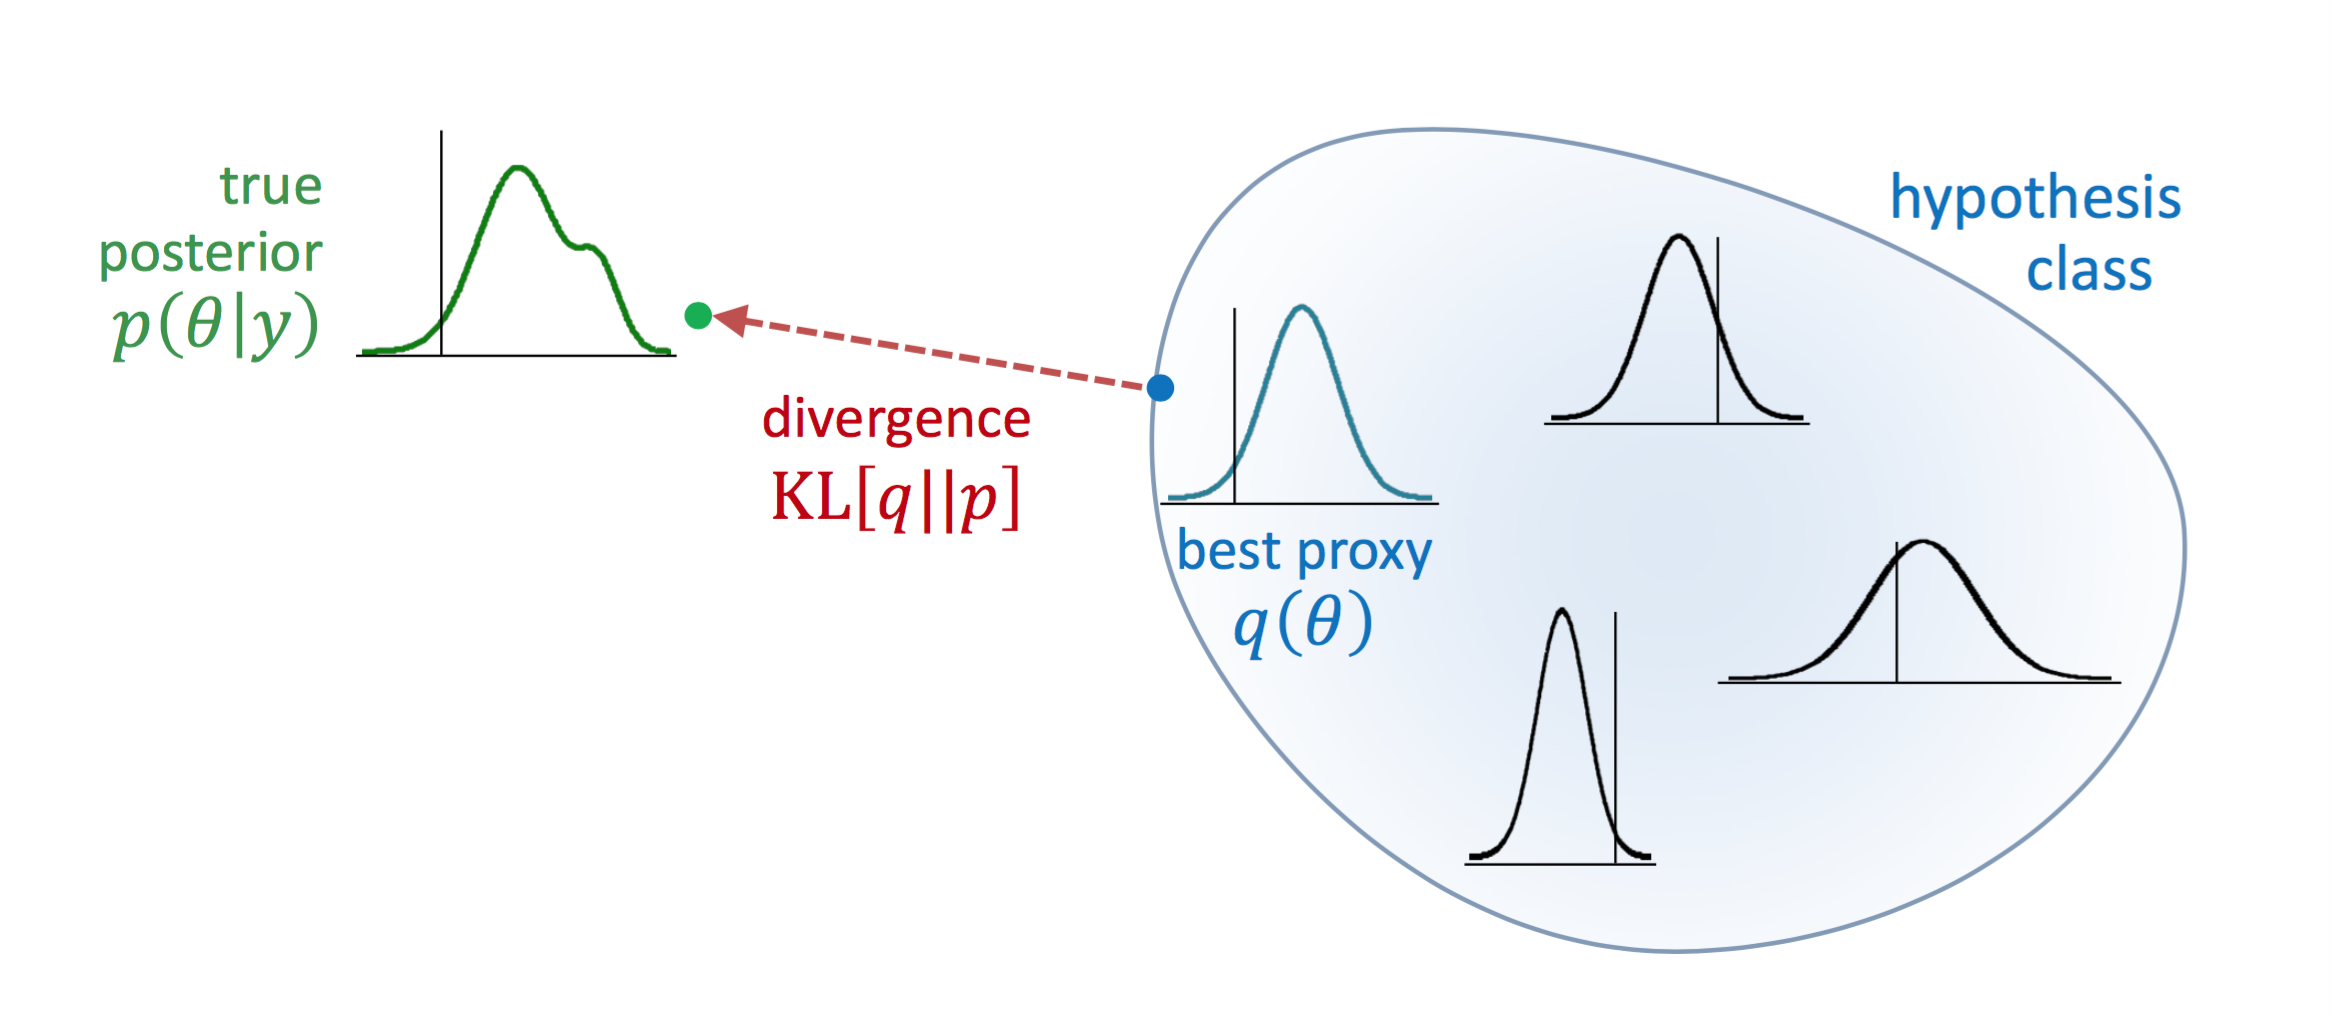 true
posterior
p(θ|y)
divergence
KL[q||p]
hypothesis
class
best proxy
q(θ)